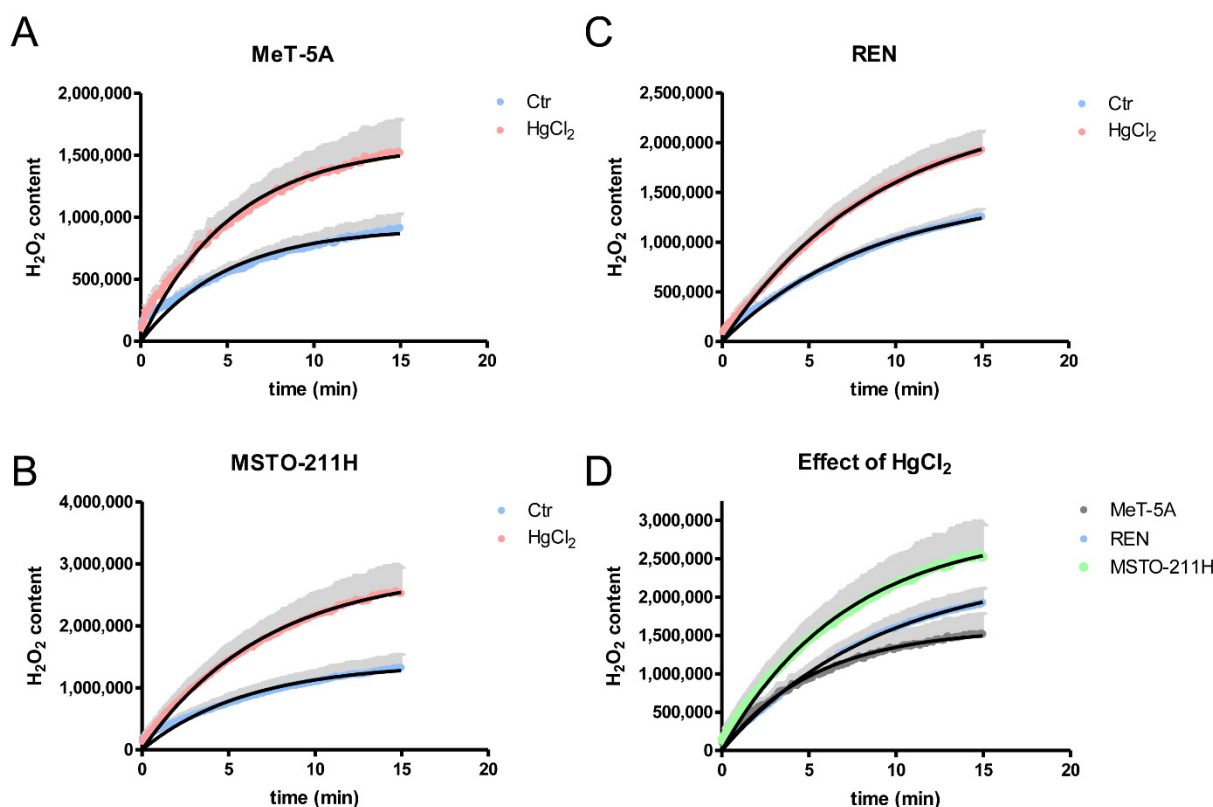 A
MeT-5A
H₂O₂ content
2,000,000
1,500,000
1,000,000
500,000
0
0 5 10 15 20
time (min)
Ctr
HgCl₂
B
MSTO-211H
H₂O₂ content
4,000,000
3,000,000
2,000,000
1,000,000
0
0 5 10 15 20
time (min)
Ctr
HgCl₂
C
REN
H₂O₂ content
2,500,000
2,000,000
1,500,000
1,000,000
500,000
0
0 5 10 15 20
time (min)
Ctr
HgCl₂
D
Effect of HgCl₂
H₂O₂ content
3,000,000
2,500,000
2,000,000
1,500,000
1,000,000
500,000
0
0 5 10 15 20
time (min)
MeT-5A
REN
MSTO-211H